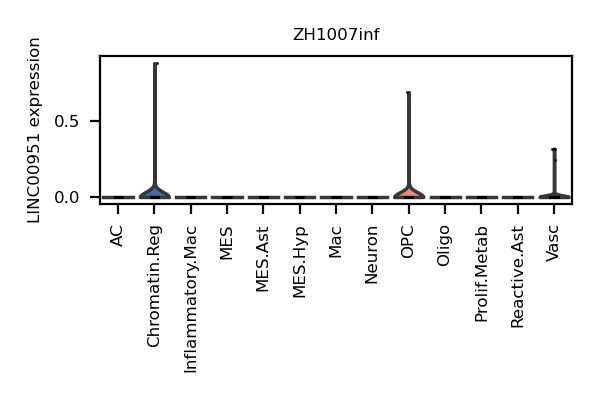 ZH1007inf
LINC00951 expression
0.5
0.0
AC
Chromatin.Reg
Inflammatory.Mac
MES
MES.Ast
MES.Hyp
Mac
Neuron
OPC
Oligo
Prolif.Metab
Reactive.Ast
Vasc